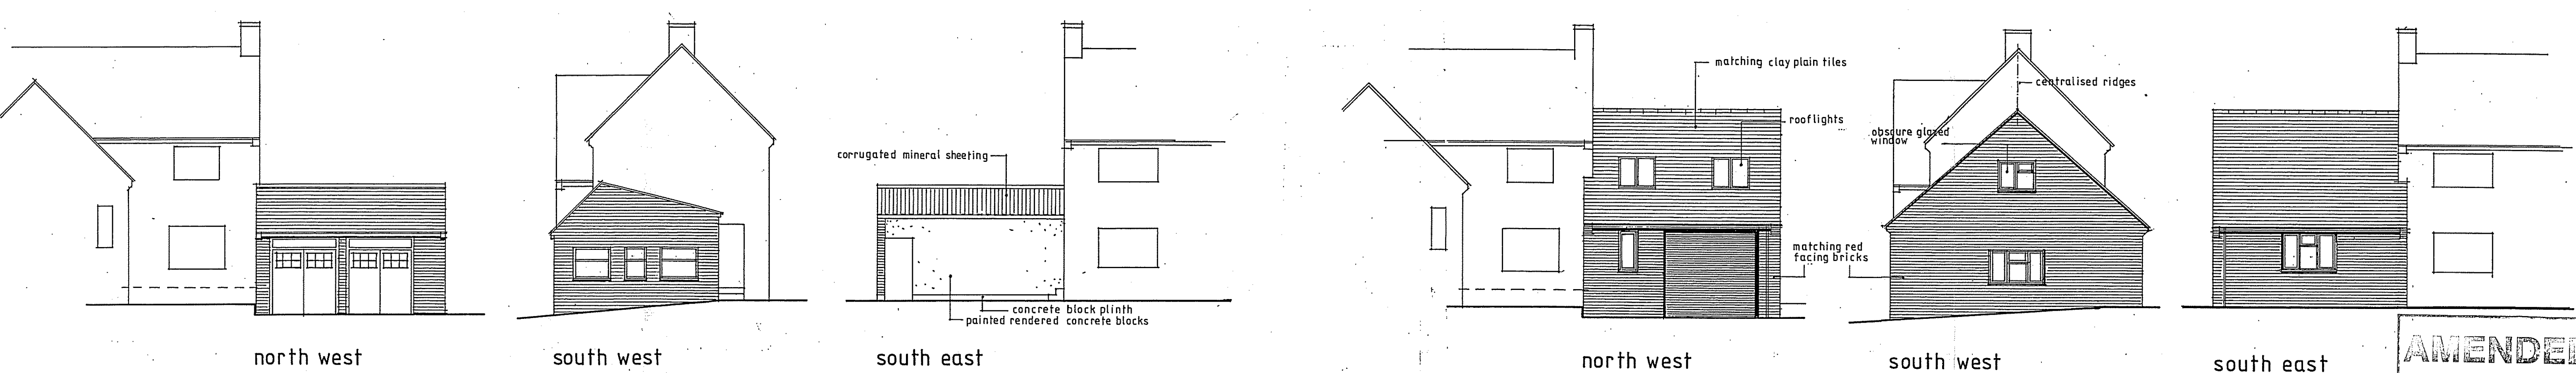 corrugated mineral sheeting
concrete block plinth
painted rendered concrete blocks
north west
south west
south east
matching clay plain tiles
rooflights
centralised ridges
obscure glazed
window
matching red
facing bricks
north west
south west
south east
AMENDED